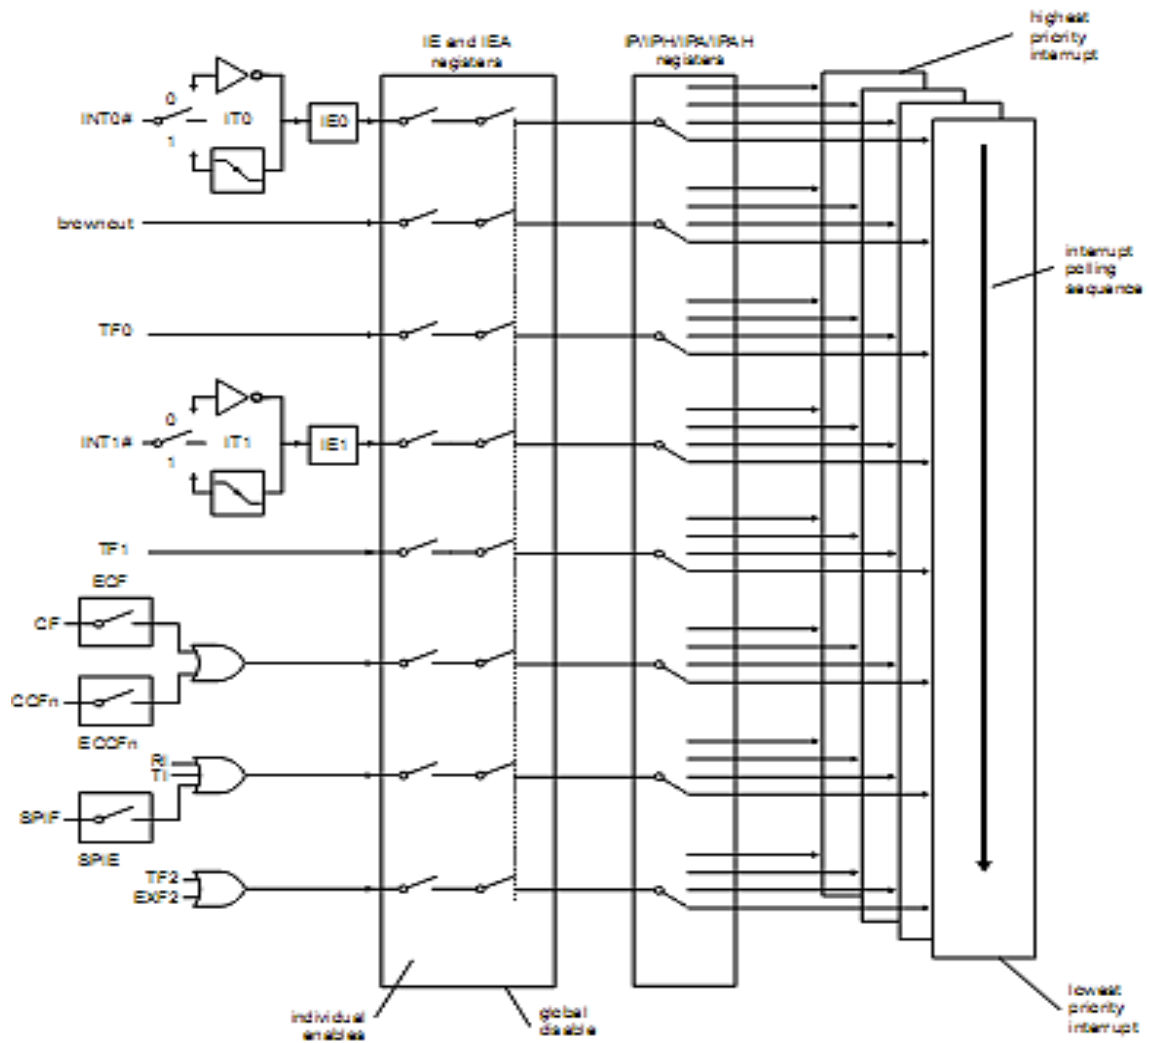 highest
priority
interrupt
IE and IEA
registers
IP/IPH/IPA/IPAH
registers
0
INT0#
IT0
IE0
1
brownout
interrupt
polling
sequence
TF0
0
INT1#
IT1
IE1
1
TF1
ECF
CF
CCFn
ECCFn
RI
TI
SPIF
SPIE
TF2
EXF2
individual
enables
global
disable
lowest
priority
interrupt